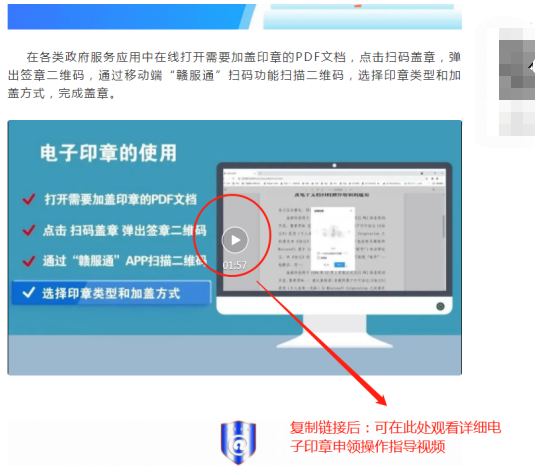 在各类政府服务应用中在线打开需要加盖印章的PDF文档，点击扫码盖章，弹
出签章二维码，通过移动端“赣服通”扫码功能扫描二维码，选择印章类型和加
盖方式，完成盖章。
电子印章的使用
打开需要加盖印章的PDF文档
点击 扫码盖章 弹出签章二维码
通过“赣服通”APP扫描二维码
选择印章类型和加盖方式
01:57
复制链接后：可在此处观看详细电
子印章申领操作指导视频